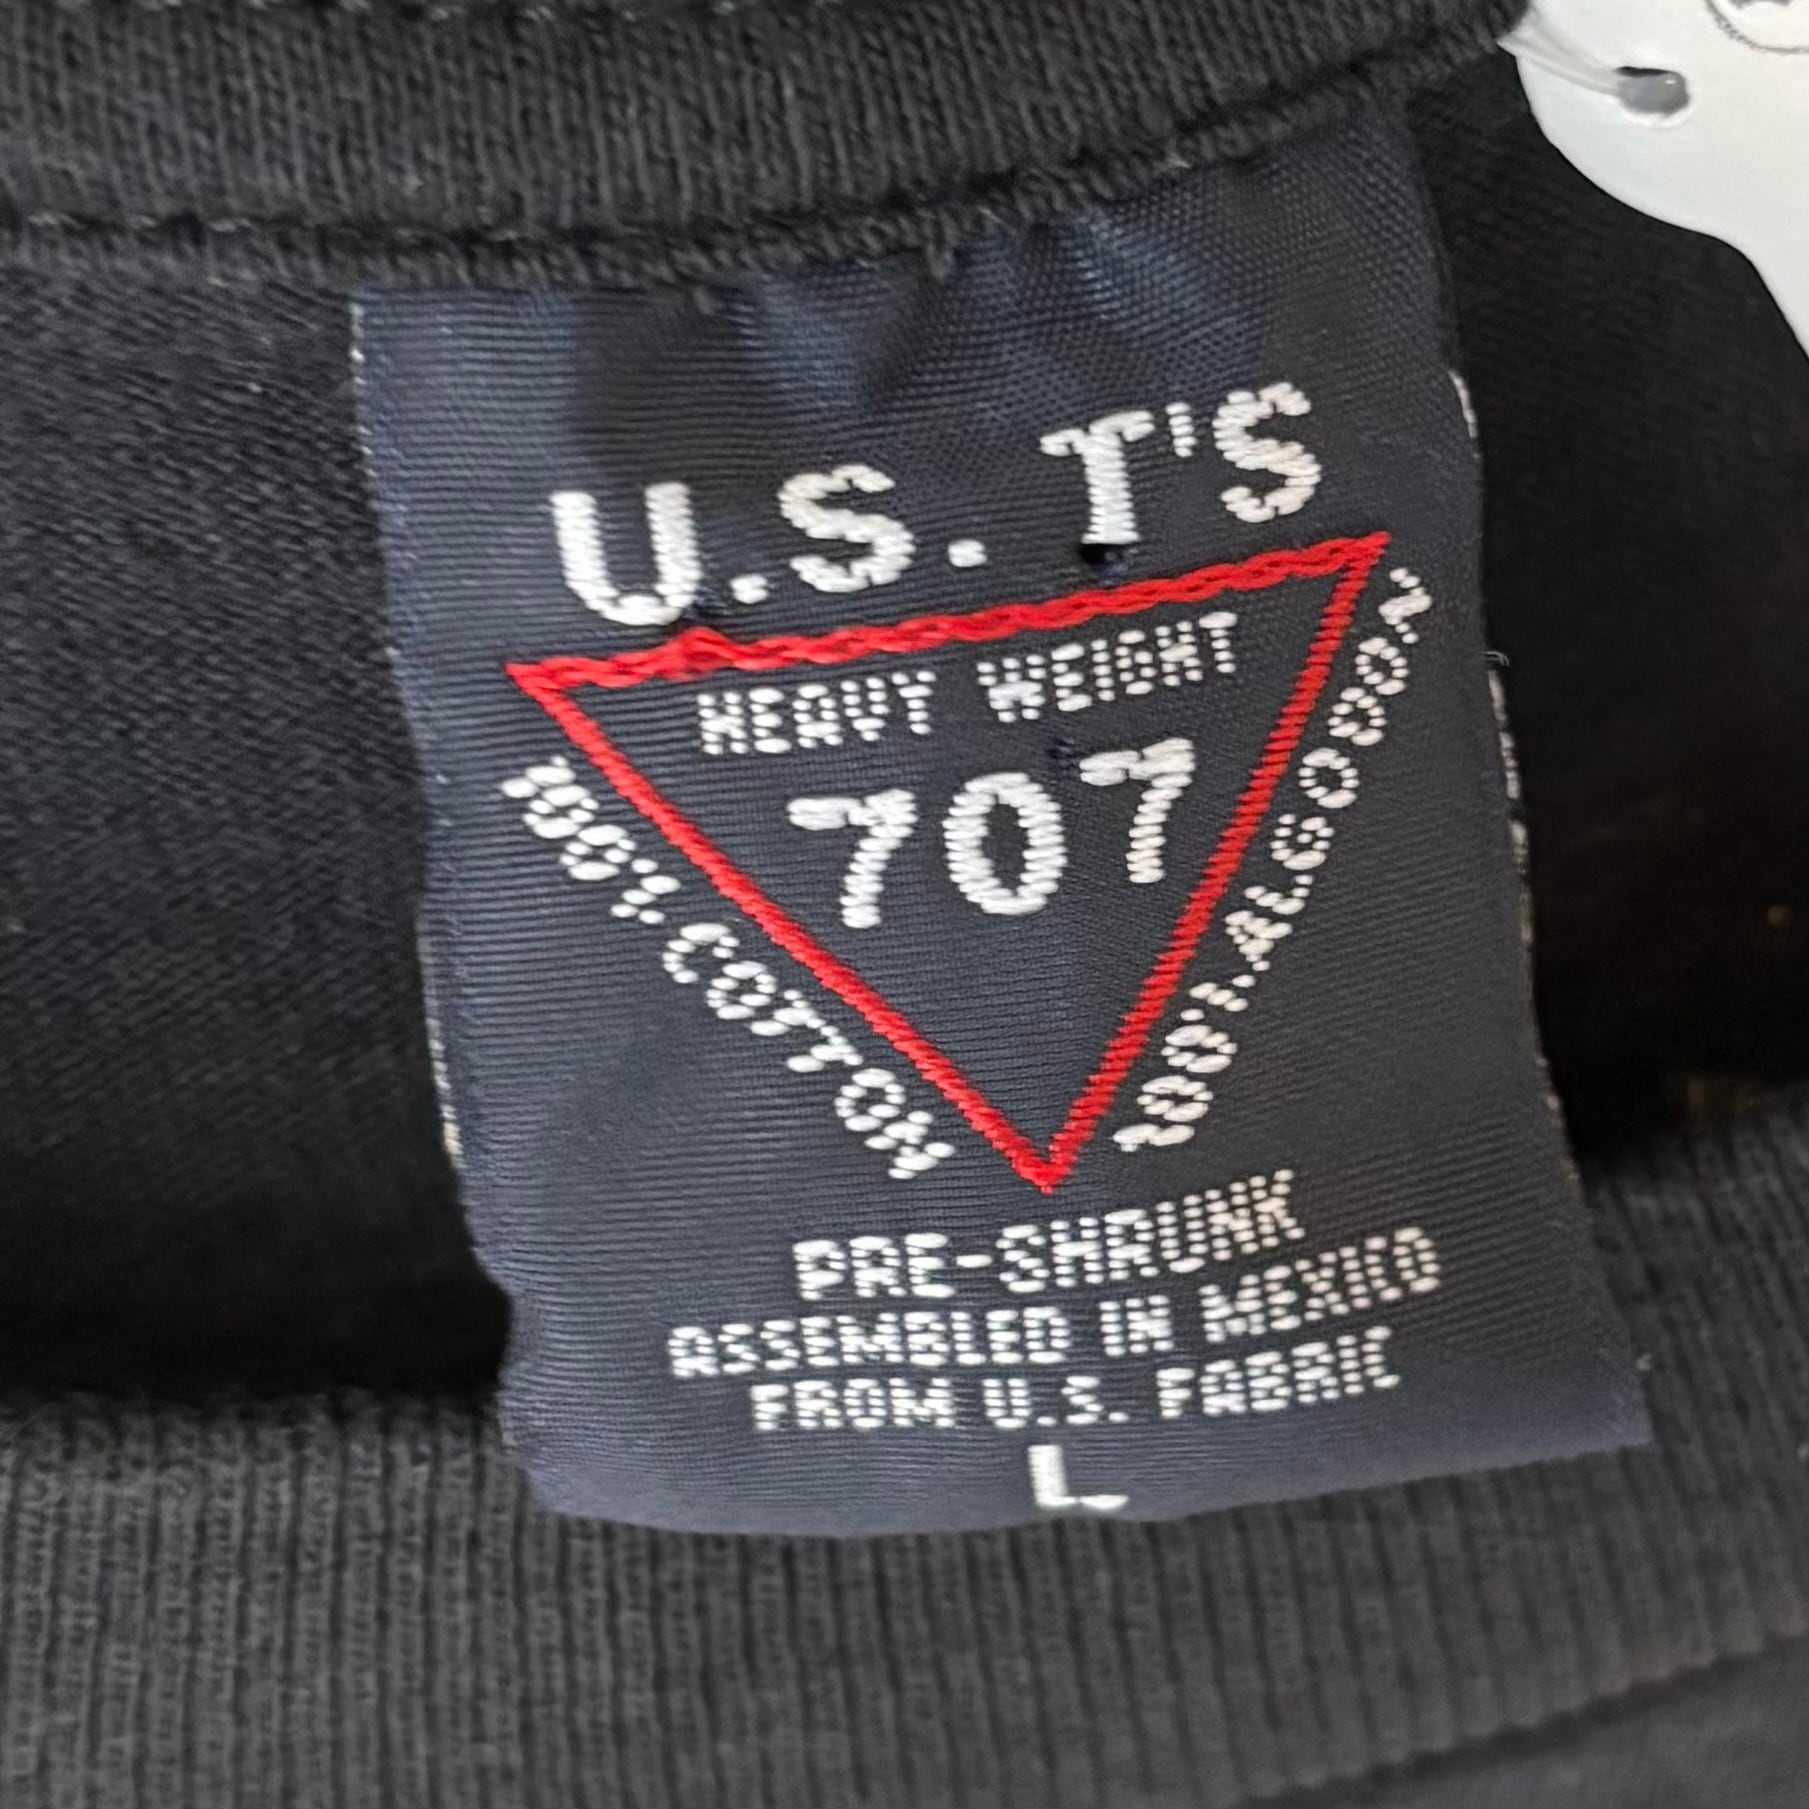 U.S. T'S
HEAVY WEIGHT
707
100% COTTON
100% ALGODON
PRE-SHRUNK
ASSEMBLED IN MEXICO
FROM U.S. FABRIC
L